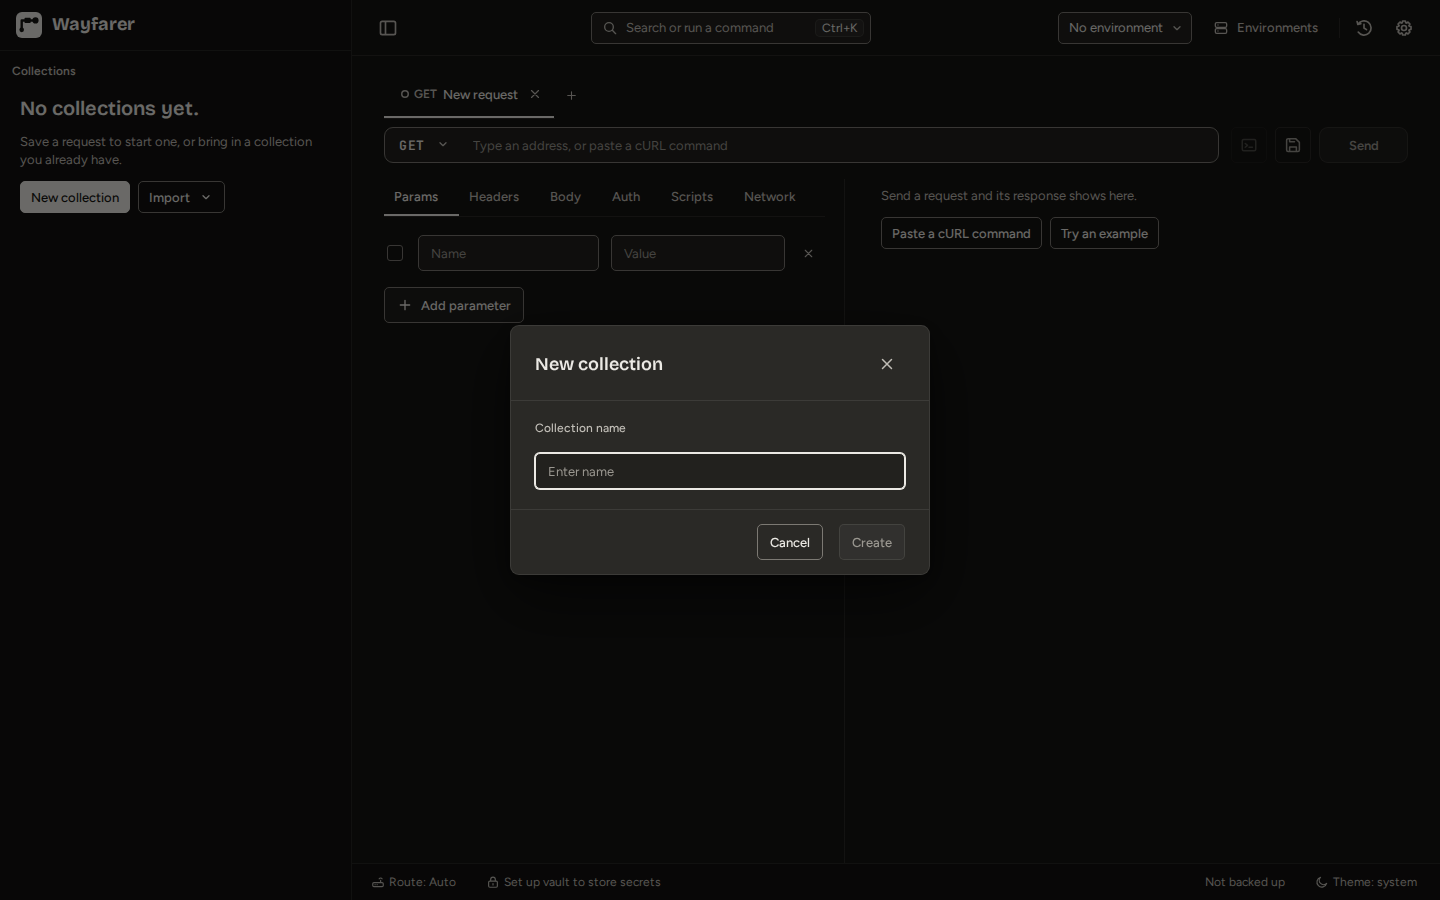 Wayfarer
Search or run a command
Ctrl+K
No environment
Environments
Collections
No collections yet.
Save a request to start one, or bring in a collection
you already have.
New collection
Import
GET New request
GET
Type an address, or paste a cURL command
Send
Params
Headers
Body
Auth
Scripts
Network
Name
Value
Add parameter
Send a request and its response shows here.
Paste a cURL command
Try an example
New collection
Collection name
Enter name
Cancel
Create
Route: Auto
Set up vault to store secrets
Not backed up
Theme: system